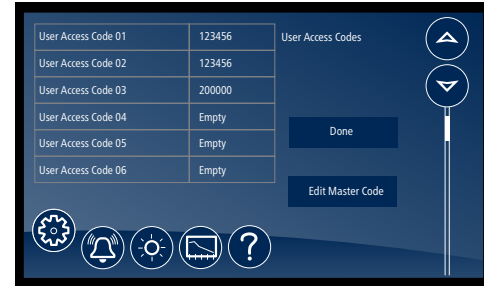 User Access Code 01 123456 User Access Codes
User Access Code 02 123456
User Access Code 03 200000
User Access Code 04 Empty
User Access Code 05 Empty
User Access Code 06 Empty
Done
Edit Master Code
?